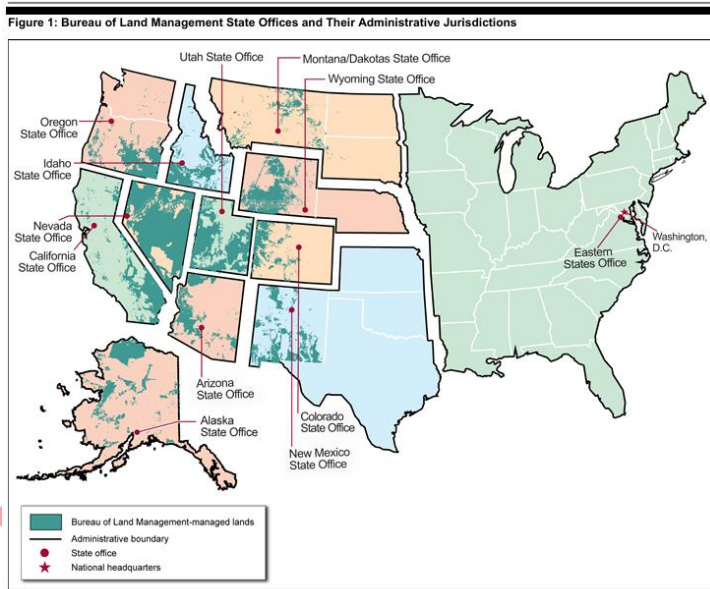 Figure 1: Bureau of Land Management State Offices and Their Administrative Jurisdictions
Utah State Office
Montana/Dakotas State Office
Wyoming State Office
Oregon
State Office
Idaho
State Office
Nevada
State Office
California
State Office
Washington,
D.C.
Eastern
States Office
Arizona
State Office
Alaska
State Office
Colorado
State Office
New Mexico
State Office
Bureau of Land Management-managed lands
Administrative boundary
State office
National headquarters